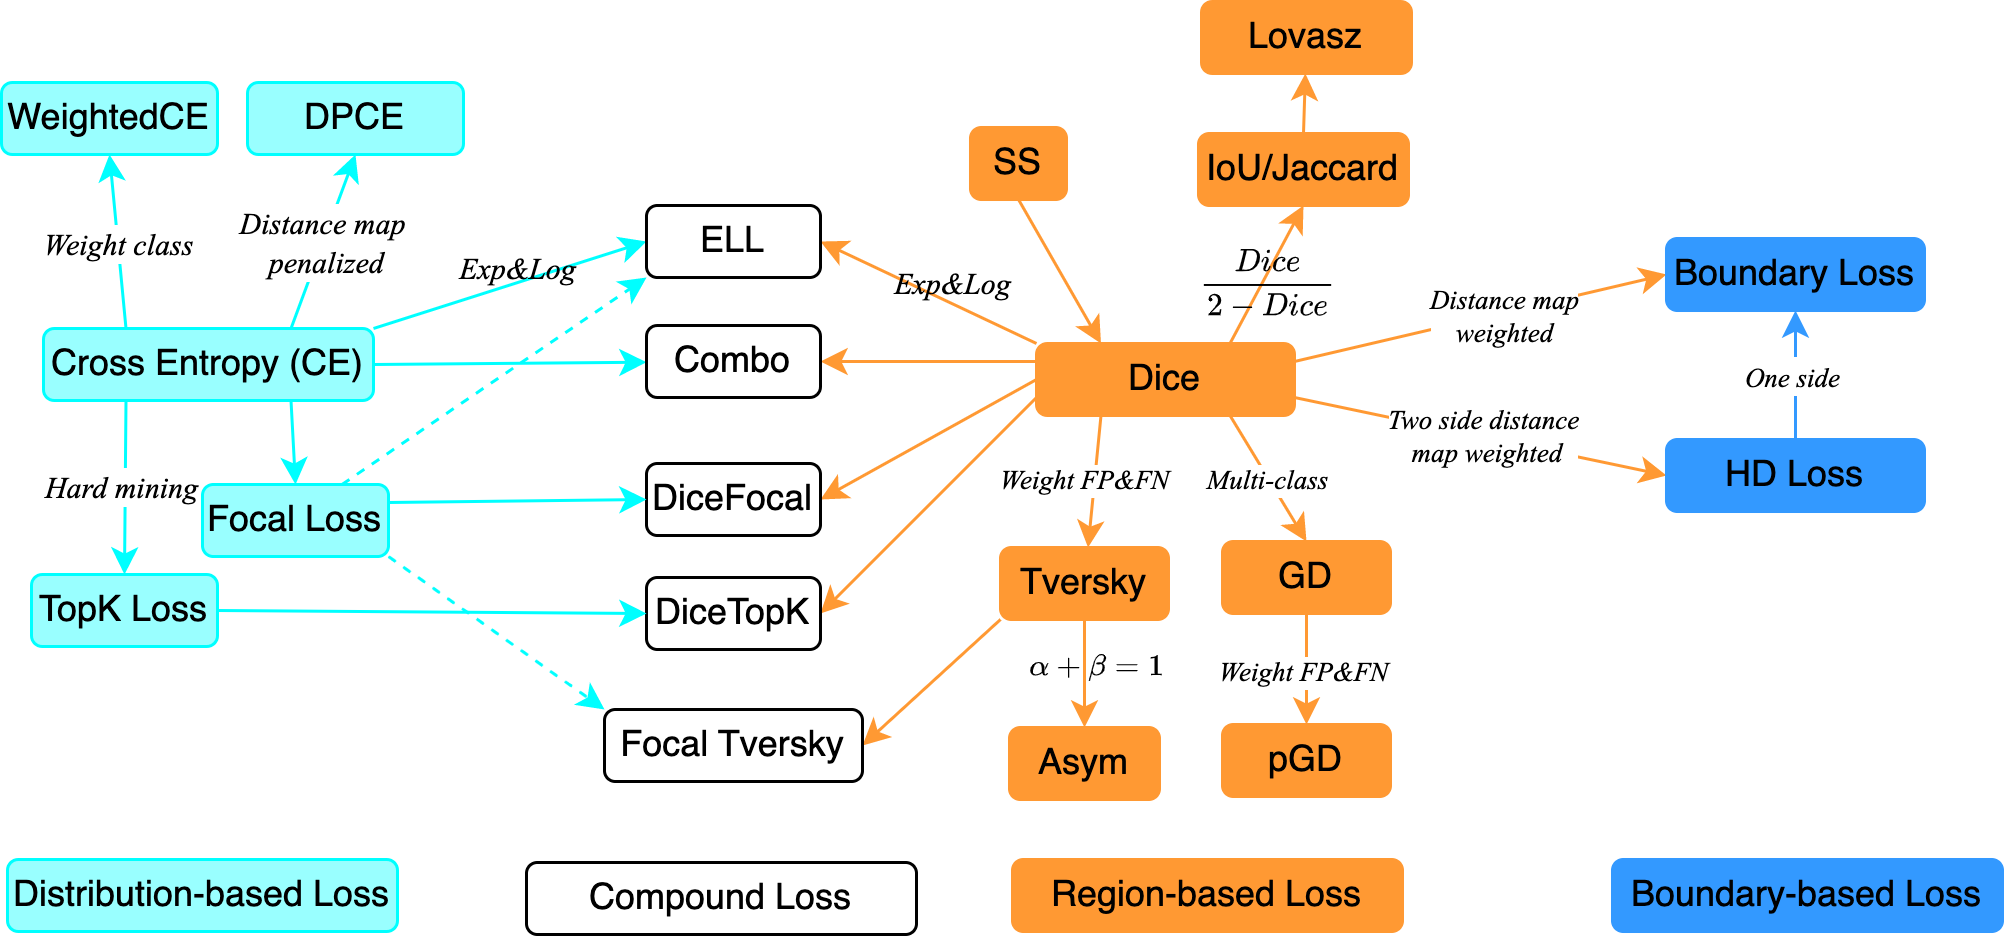 Lovasz
WeightedCE
DPCE
SS
IoU/Jaccard
Weight class
Distance map
penalized
ELL
Exp&Log
Exp&Log
Dice
2 − Dice
Distance map
weighted
Boundary Loss
Cross Entropy (CE)
Combo
Dice
One side
Two side distance
map weighted
Hard mining
Focal Loss
DiceFocal
Weight FP&FN
Multi-class
HD Loss
TopK Loss
DiceTopK
Tversky
GD
α + β = 1
Weight FP&FN
Focal Tversky
Asym
pGD
Distribution-based Loss
Compound Loss
Region-based Loss
Boundary-based Loss